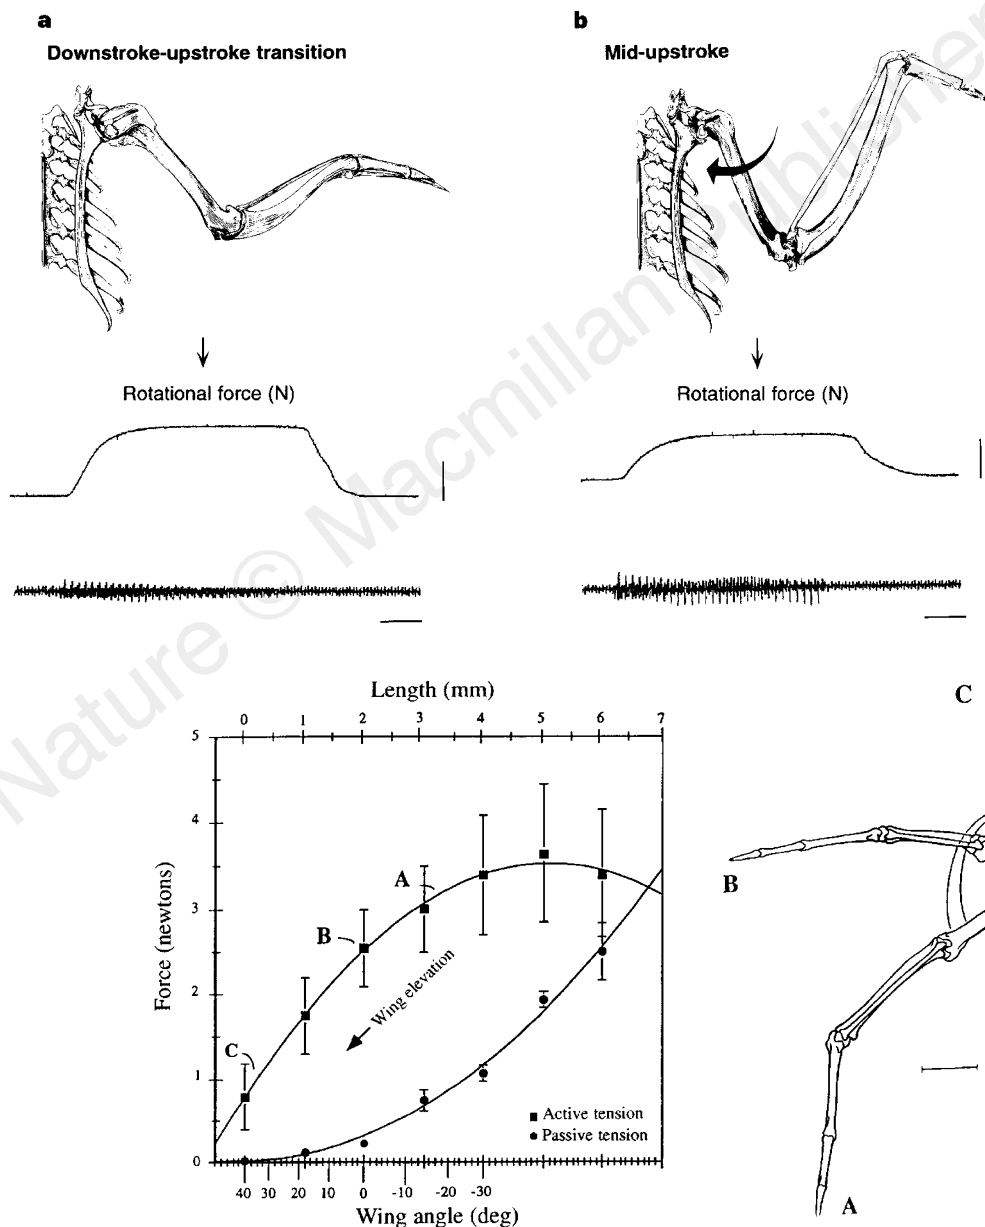 a
Downstroke-upstroke transition
b
Mid-upstroke
Rotational force (N)
Rotational force (N)
Nature © Macmillan Publishers
Length (mm)
0 1 2 3 4 5 6 7
C
5
4
3
2
1
0
Force (newtons)
A
B
C
Wing elevation
Active tension
Passive tension
40 30 20 10 0 -10 -20 -30
Wing angle (deg)
B
A